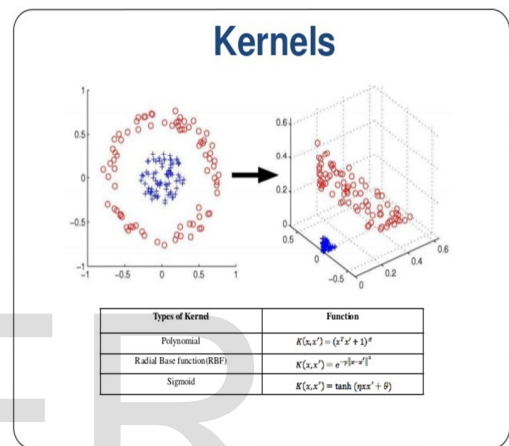 Kernels
1
0.5
0
−0.5
−1
−1 −0.5 0 0.5 1
0.6
0.4
0.2
0
0.5
0
−0.5
0
0.2
0.4
0.6
Types of Kernel Function
Polynomial K(x,x′) = (xᵀx′ + 1)ᵈ
Radial Base function(RBF) K(x,x′) = e^−γ‖x−x′‖²
Sigmoid K(x,x′) = tanh (ηxx′ + θ)
ER